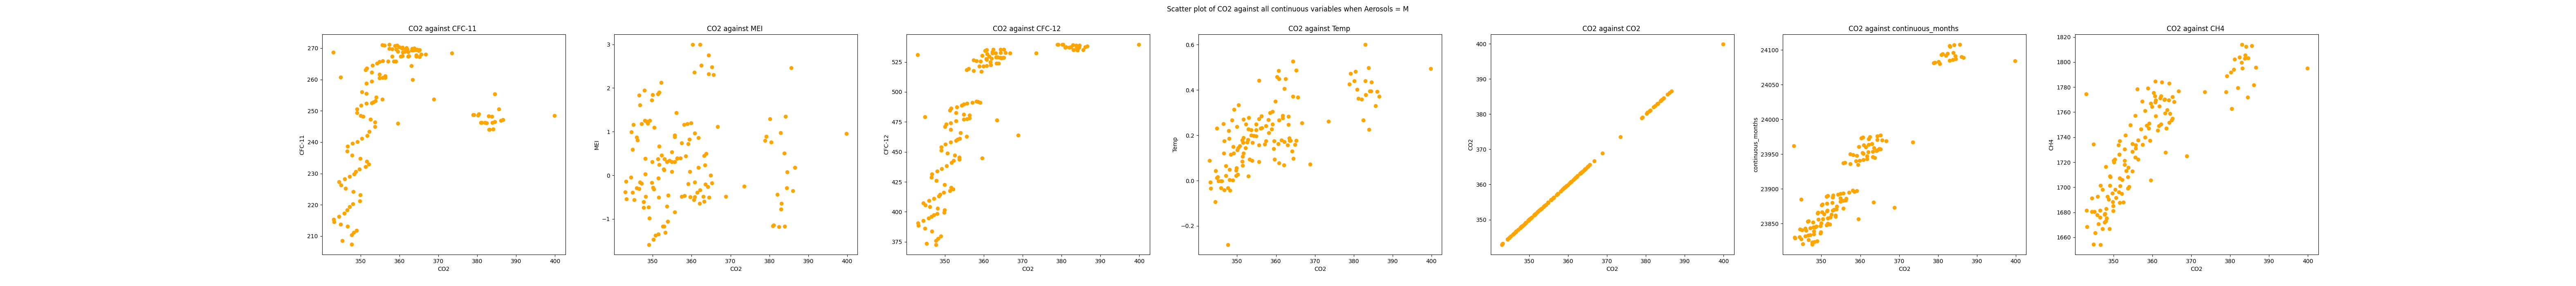 Scatter plot of CO2 against all continuous variables when Aerosols = M
CO2 against CFC-11
CFC-11
270
260
250
240
230
220
210
350 360 370 380 390 400
CO2
CO2 against MEI
MEI
3
2
1
0
−1
350 360 370 380 390 400
CO2
CO2 against CFC-12
CFC-12
525
500
475
450
425
400
375
350 360 370 380 390 400
CO2
CO2 against Temp
Temp
0.6
0.4
0.2
0.0
−0.2
350 360 370 380 390 400
CO2
CO2 against CO2
CO2
400
390
380
370
360
350
350 360 370 380 390 400
CO2
CO2 against continuous_months
continuous_months
24100
24050
24000
23950
23900
23850
350 360 370 380 390 400
CO2
CO2 against CH4
CH4
1820
1800
1780
1760
1740
1720
1700
1680
1660
350 360 370 380 390 400
CO2